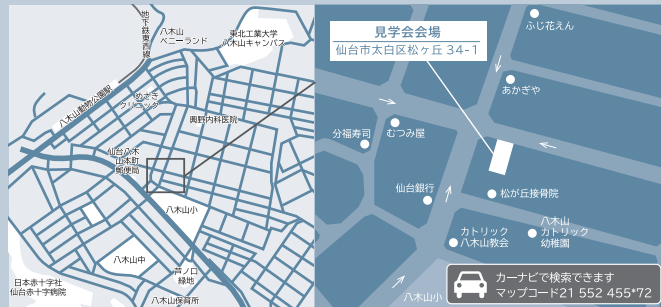 地下鉄東西線
八木山
ベニーランド
東北工業大学
八木山キャンパス
八木山動物公園駅
めざき
クリニック
興野内科医院
仙台八木
山本町
郵便局
八木山小
八木山中
芦ノ口
緑地
日本赤十字社
仙台赤十字病院
八木山保育所
見学会会場
仙台市太白区松ヶ丘 34-1
ふじ花えん
あかぎや
分福寿司
むつみ屋
仙台銀行
松が丘接骨院
カトリック
八木山教会
八木山
カトリック
幼稚園
八木山小
カーナビで検索できます
マップコード21 552 455*72